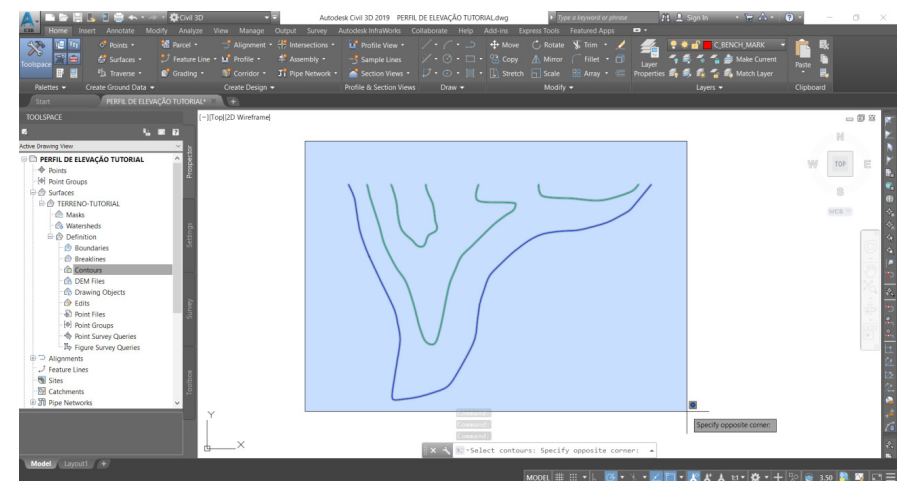 Civil 3D
Autodesk Civil 3D 2019 PERFIL DE ELEVAÇÃO TUTORIAL.dwg
Type a keyword or phrase
Sign In
C3D
Home Insert Annotate Modify Analyze View Manage Output Survey Autodesk InfraWorks Collaborate Help Add-ins Express Tools Featured Apps
Toolspace
Points
Surfaces
Traverse
Parcel
Feature Line
Grading
Alignment
Profile
Corridor
Intersections
Assembly
Pipe Network
Profile View
Sample Lines
Section Views
Move Rotate Trim
Copy Mirror Fillet
Stretch Scale Array
Layer
Properties
C_BENCH_MARK
Make Current
Match Layer
Paste
Palettes Create Ground Data Create Design Profile & Section Views Draw Modify Layers Clipboard
Start PERFIL DE ELEVAÇÃO TUTORIAL*
TOOLSPACE
Active Drawing View
PERFIL DE ELEVAÇÃO TUTORIAL
Points
Point Groups
Surfaces
TERRENO-TUTORIAL
Masks
Watersheds
Definition
Boundaries
Breaklines
Contours
DEM Files
Drawing Objects
Edits
Point Files
Point Groups
Point Survey Queries
Figure Survey Queries
Alignments
Feature Lines
Sites
Catchments
Pipe Networks
Prospector
Settings
Survey
Toolbox
[−][Top][2D Wireframe]
N
W TOP E
S
WCS
Y
X
Command:
Command:
Command:
Specify opposite corner:
Select contours: Specify opposite corner:
Model Layout1 +
MODEL
1:1
3.50